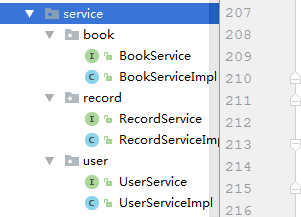 service
book
BookService
BookServiceImpl
record
RecordService
RecordServiceImp
user
UserService
UserServiceImpl
207
208
209
210
211
212
213
214
215
216